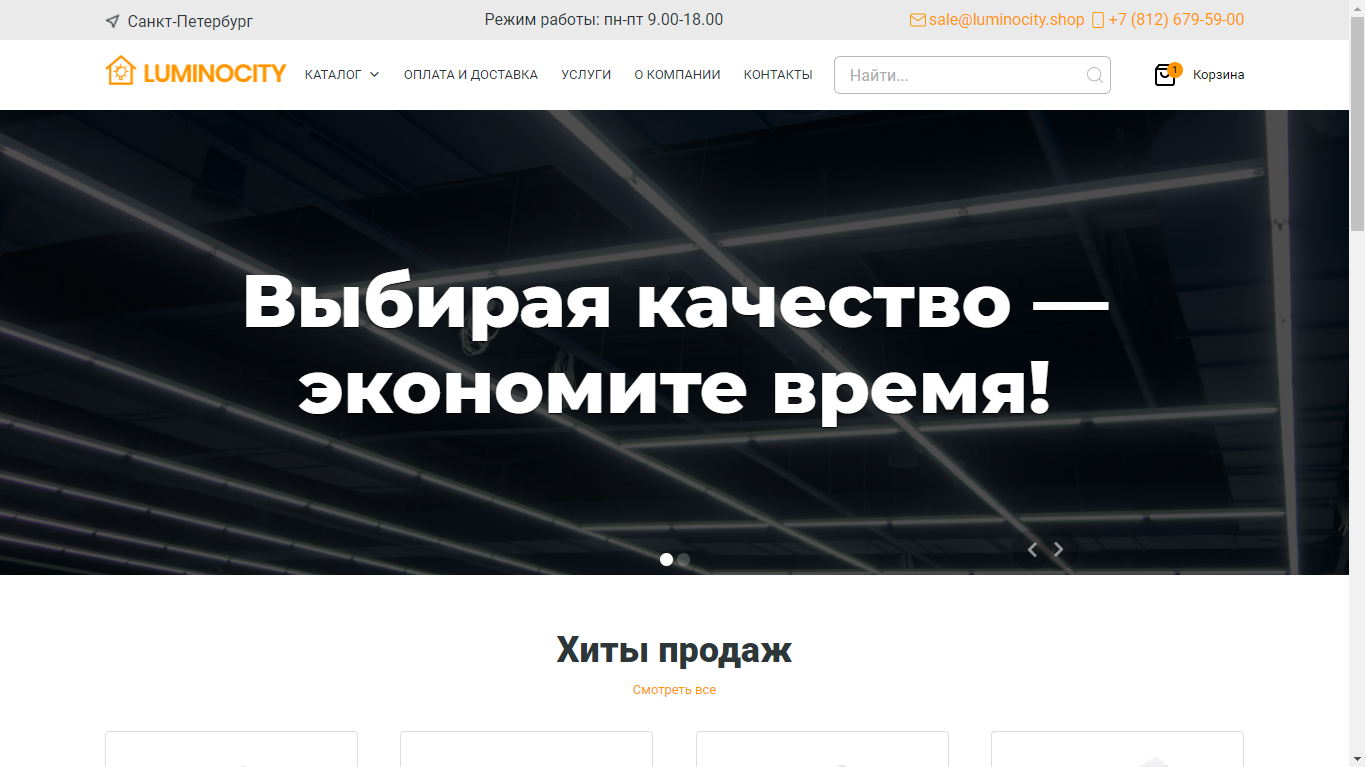 Санкт-Петербург
Режим работы: пн-пт 9.00-18.00
sale@luminocity.shop +7 (812) 679-59-00
LUMINOCITY
КАТАЛОГ
ОПЛАТА И ДОСТАВКА
УСЛУГИ
О КОМПАНИИ
КОНТАКТЫ
Найти...
1
Корзина
Выбирая качество —
экономите время!
Хиты продаж
Смотреть все